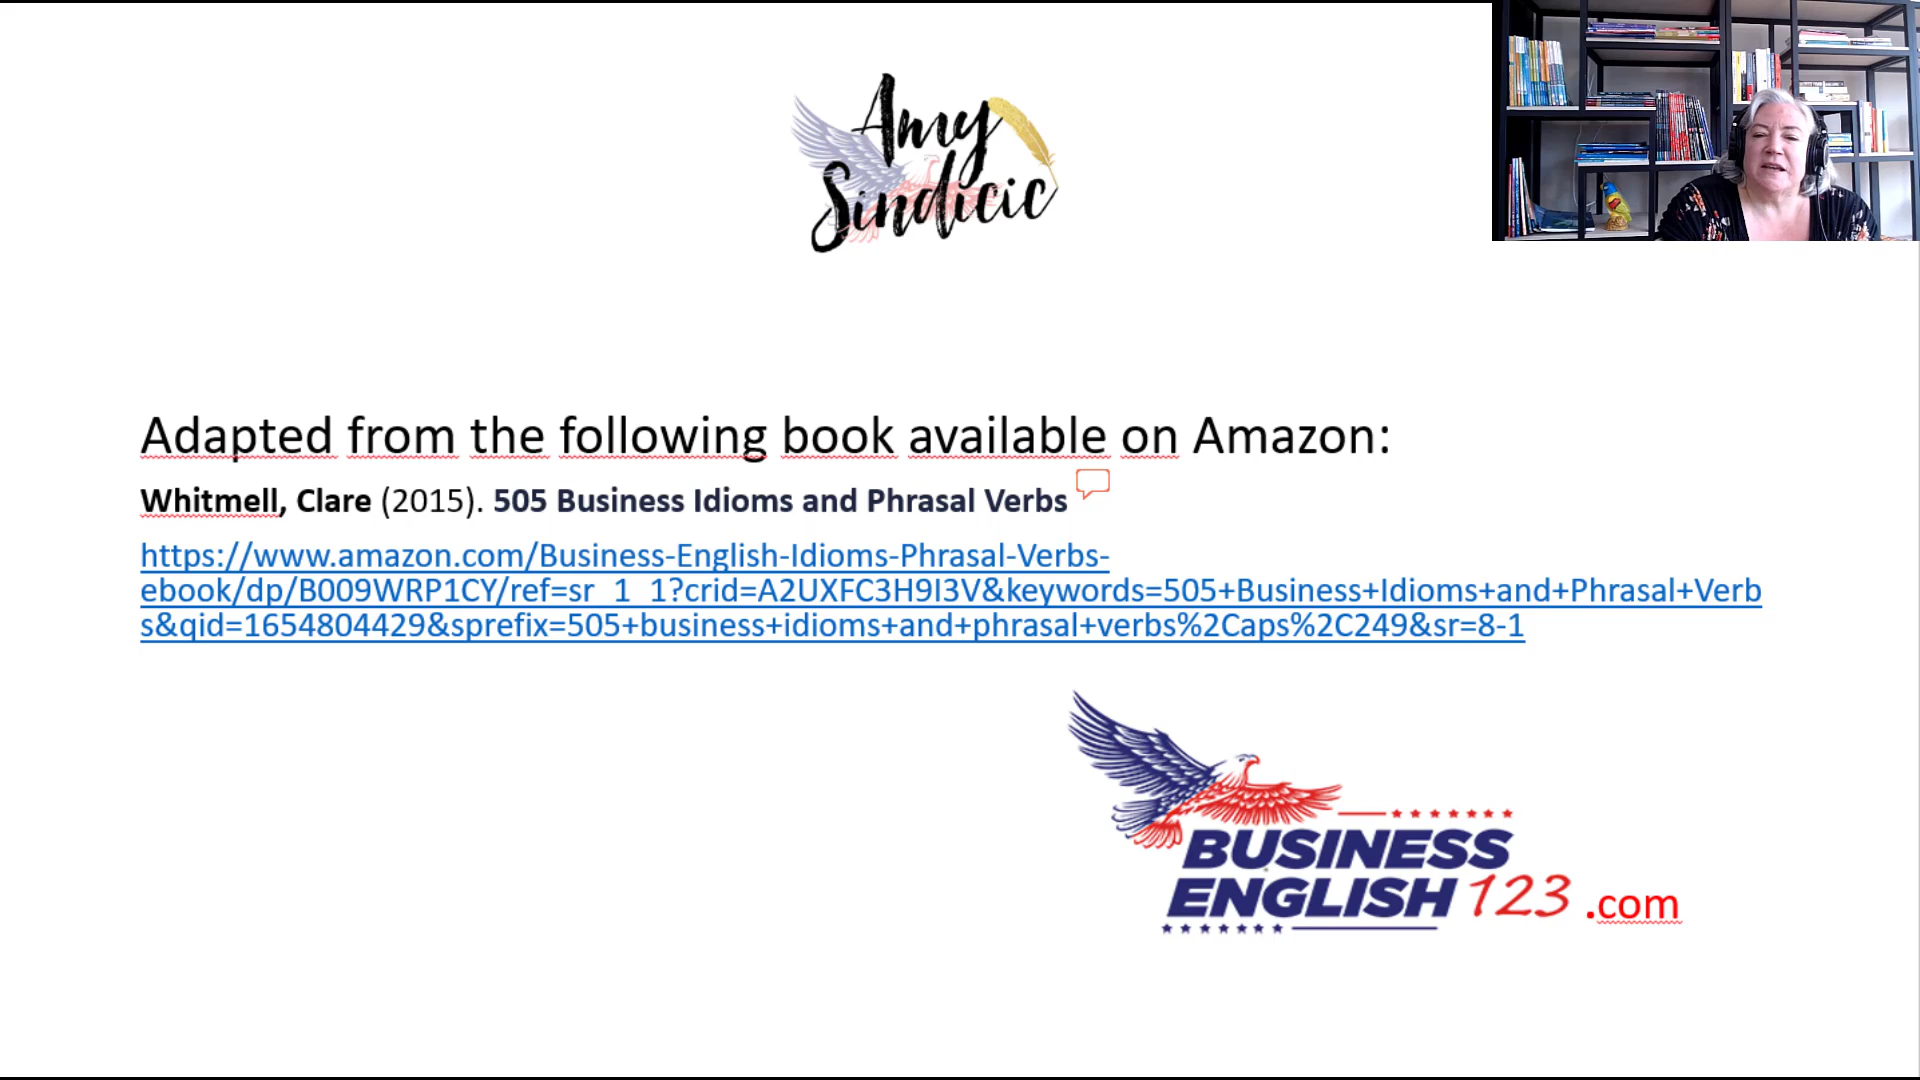 Amy
Sindicic
Adapted from the following book available on Amazon:
Whitmell, Clare (2015). 505 Business Idioms and Phrasal Verbs
https://www.amazon.com/Business-English-Idioms-Phrasal-Verbs-
ebook/dp/B009WRP1CY/ref=sr_1_1?crid=A2UXFC3H9I3V&keywords=505+Business+Idioms+and+Phrasal+Verb
s&qid=1654804429&sprefix=505+business+idioms+and+phrasal+verbs%2Caps%2C249&sr=8-1
BUSINESS
ENGLISH 123 .com